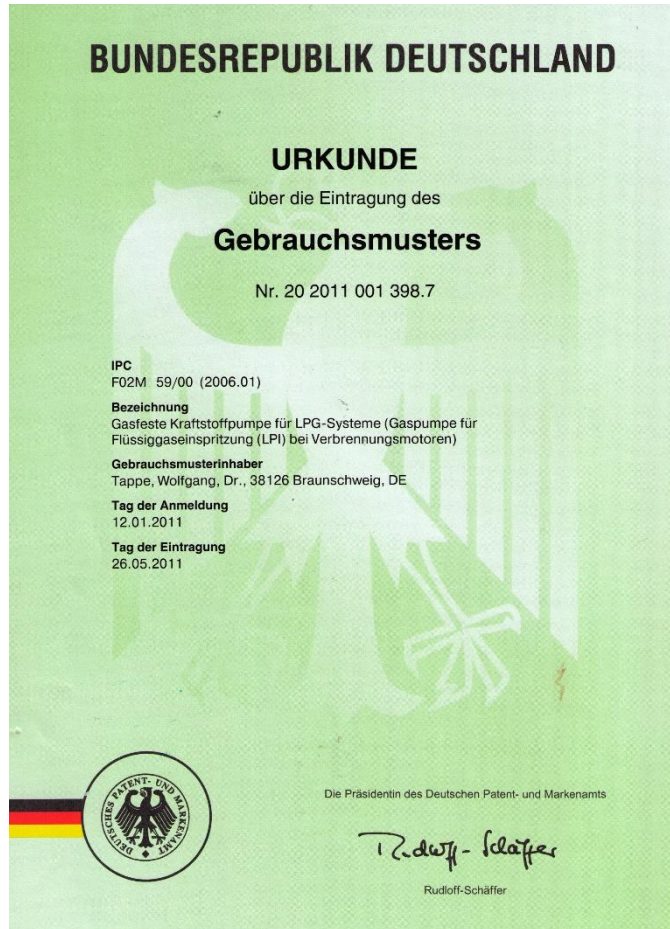 BUNDESREPUBLIK DEUTSCHLAND
URKUNDE
über die Eintragung des
Gebrauchsmusters
Nr. 20 2011 001 398.7
IPC
F02M 59/00 (2006.01)
Bezeichnung
Gasfeste Kraftstoffpumpe für LPG-Systeme (Gaspumpe für
Flüssiggaseinspritzung (LPI) bei Verbrennungsmotoren)
Gebrauchsmusterinhaber
Tappe, Wolfgang, Dr., 38126 Braunschweig, DE
Tag der Anmeldung
12.01.2011
Tag der Eintragung
26.05.2011
DEUTSCHES PATENT- UND MARKENAMT
Die Präsidentin des Deutschen Patent- und Markenamts
Rudloff-Schäffer
Rudloff-Schäffer